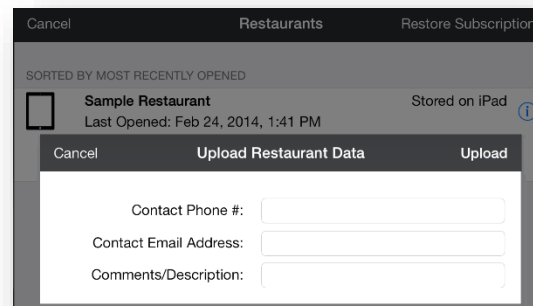 Cancel Restaurants Restore Subscription
SORTED BY MOST RECENTLY OPENED
Sample Restaurant Stored on iPad
Last Opened: Feb 24, 2014, 1:41 PM
Cancel Upload Restaurant Data Upload
Contact Phone #:
Contact Email Address:
Comments/Description: